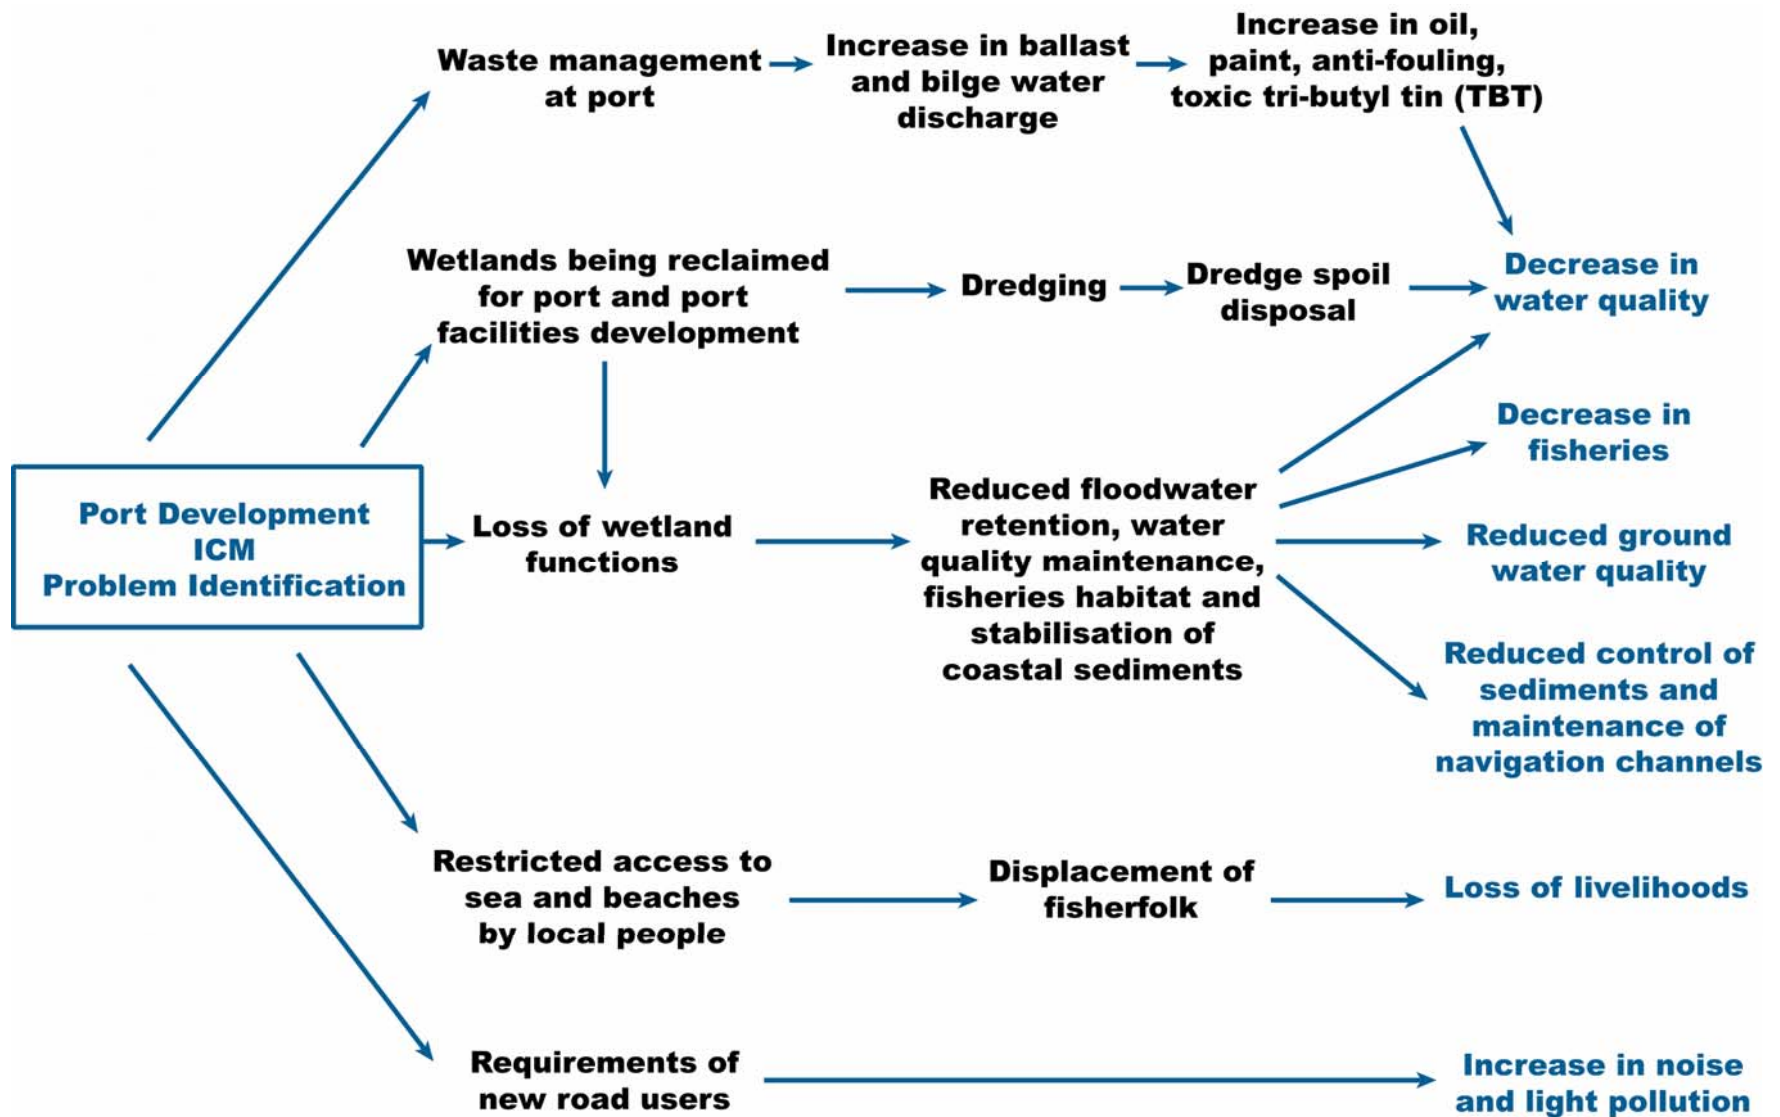 Waste management
at port
Increase in ballast
and bilge water
discharge
Increase in oil,
paint, anti-fouling,
toxic tri-butyl tin (TBT)
Wetlands being reclaimed
for port and port
facilities development
Dredging
Dredge spoil
disposal
Decrease in
water quality
Decrease in
fisheries
Port Development
ICM
Problem Identification
Loss of wetland
functions
Reduced floodwater
retention, water
quality maintenance,
fisheries habitat and
stabilisation of
coastal sediments
Reduced ground
water quality
Reduced control of
sediments and
maintenance of
navigation channels
Restricted access to
sea and beaches
by local people
Displacement of
fisherfolk
Loss of livelihoods
Requirements of
new road users
Increase in noise
and light pollution